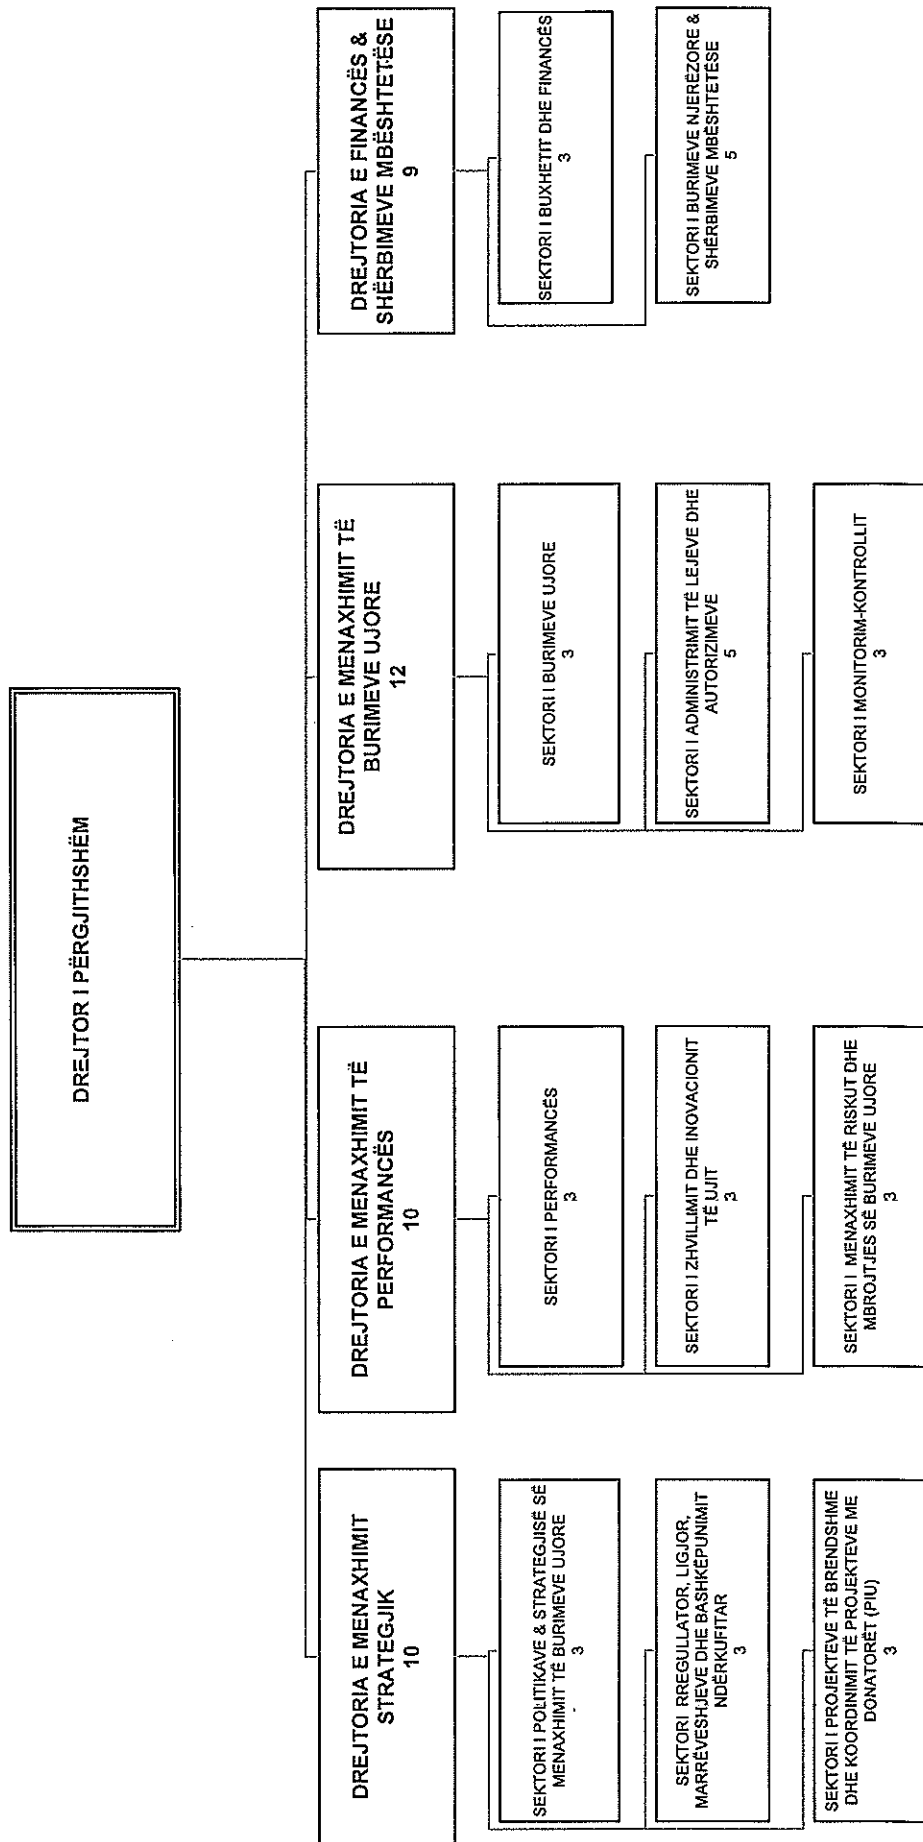 DREJTOR I PËRGJITHSHËM
DREJTORIA E MENAXHIMIT
STRATEGJIK
10
SEKTORI I POLITIKAVE & STRATEGJISË SË
MENAXHIMIT TË BURIMEVE UJORE
3
SEKTORI RREGULLATOR, LIGJOR,
MARRËVESHJEVE DHE BASHKËPUNIMIT
NDËRKUFITAR
3
SEKTORI I PROJEKTEVE TË BRENDSHME
DHE KOORDINIMIT TË PROJEKTEVE ME
DONATORËT (PIU)
3
DREJTORIA E MENAXHIMIT TË
PERFORMANCËS
10
SEKTORI I PERFORMANCËS
3
SEKTORI I ZHVILLIMIT DHE INOVACIONIT
TË UJIT
3
SEKTORI I MENAXHIMIT TË RISKUT DHE
MBROJTJES SË BURIMEVE UJORE
3
DREJTORIA E MENAXHIMIT TË
BURIMEVE UJORE
12
SEKTORI I BURIMEVE UJORE
3
SEKTORI I ADMINISTRIMIT TË LEJEVE DHE
AUTORIZIMEVE
5
SEKTORI I MONITORIM-KONTROLLIT
3
DREJTORIA E FINANCËS &
SHËRBIMEVE MBËSHTETËSE
9
SEKTORI I BUXHETIT DHE FINANCËS
3
SEKTORI I BURIMEVE NJERËZORE &
SHËRBIMEVE MBËSHTETËSE
5